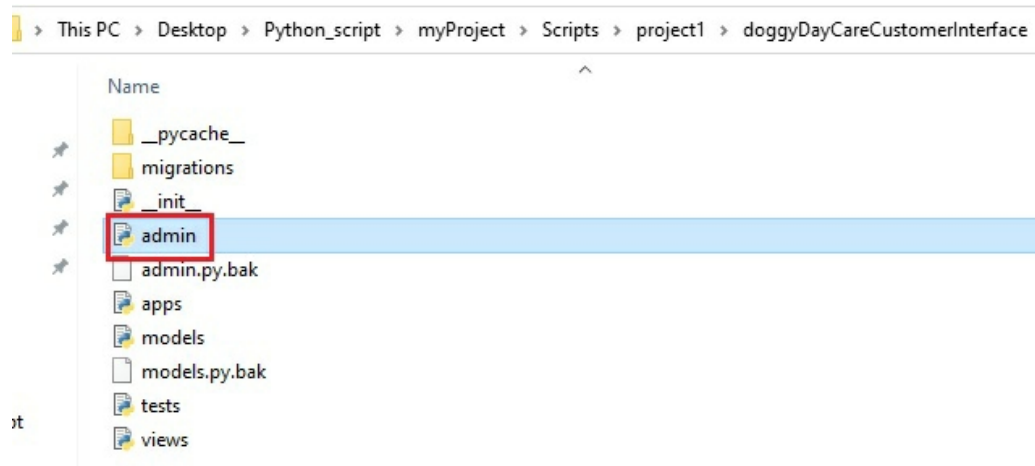 This PC > Desktop > Python_script > myProject > Scripts > project1 > doggyDayCareCustomerInterface
Name
__pycache__
migrations
__init__
admin
admin.py.bak
apps
models
models.py.bak
tests
views